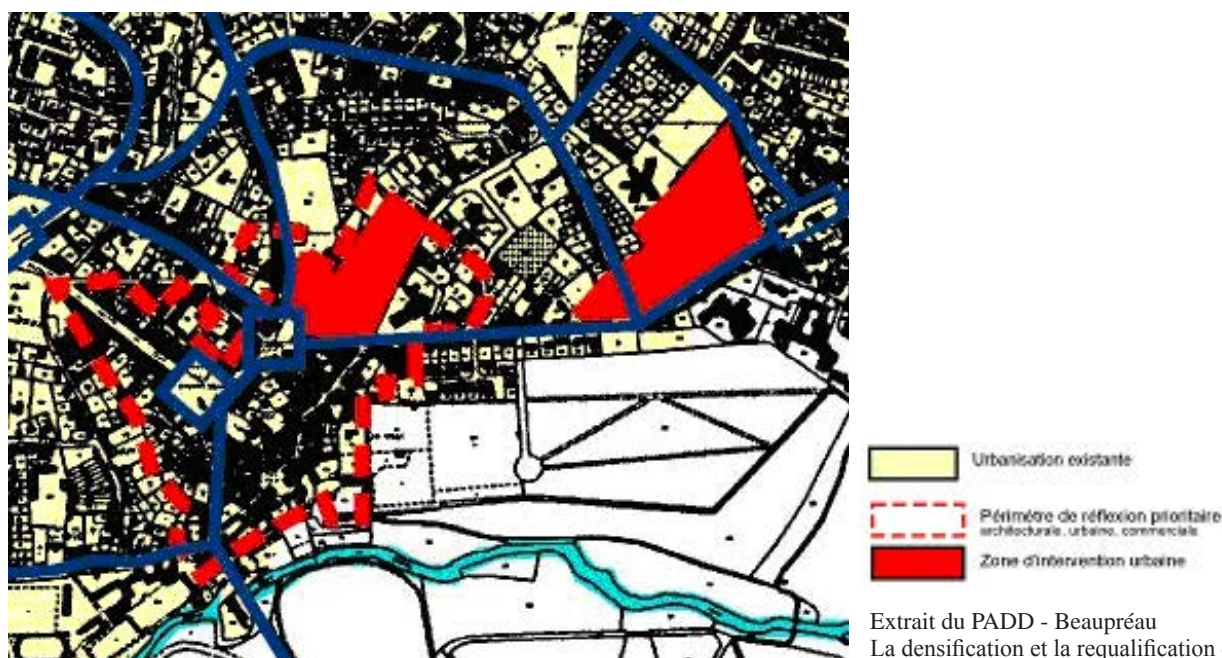 Urbanisation existante
Périmètre de réflexion prioritaire
architecturale, urbaine, commerciale
Zone d'intervention urbaine
Extrait du PADD - Beaupréau
La densification et la requalification